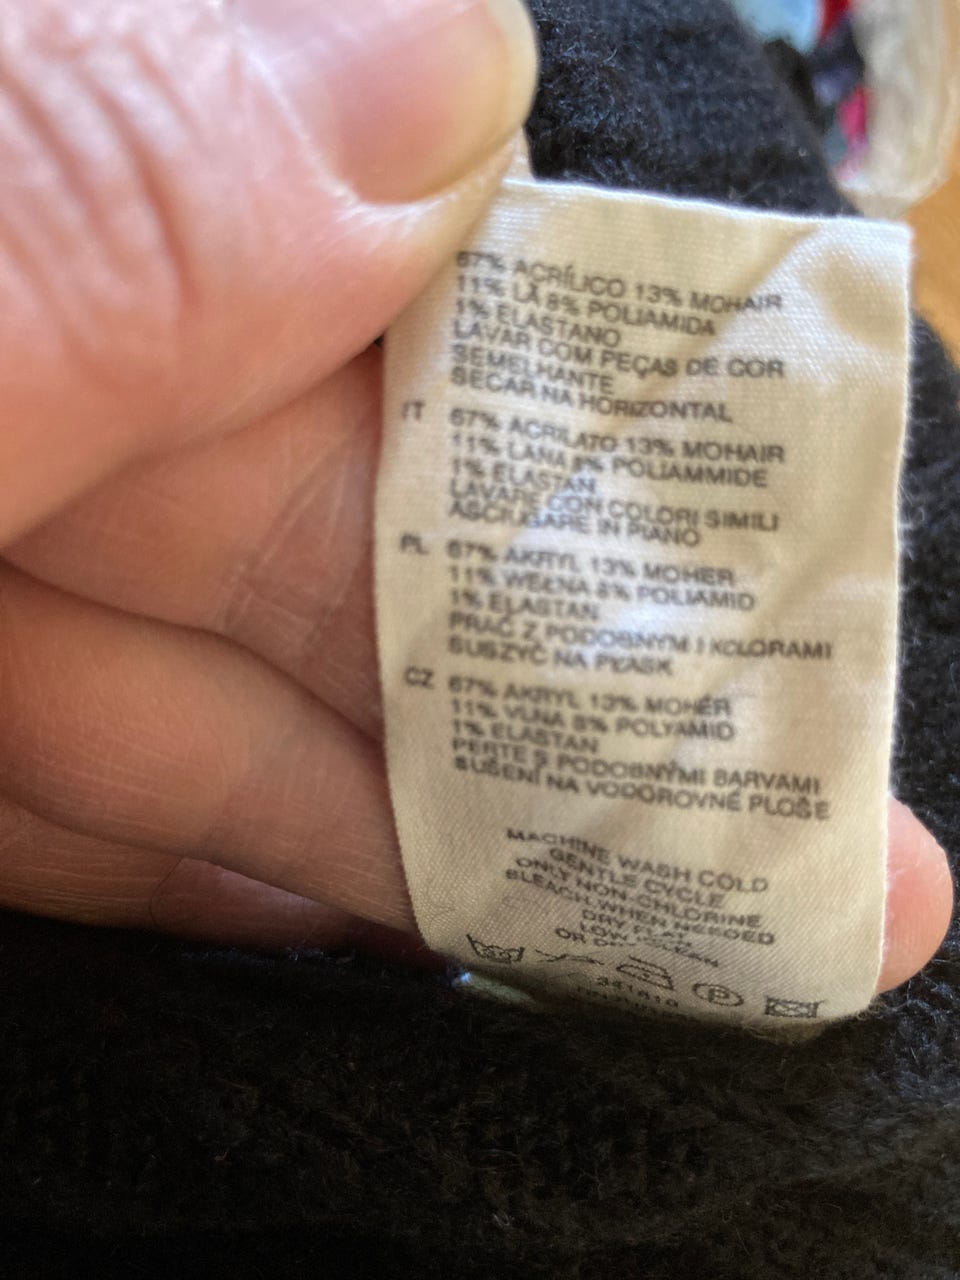 67% ACRÍLICO 13% MOHAIR
11% LÃ 8% POLIAMIDA
1% ELASTANO
LAVAR COM PEÇAS DE COR
SEMELHANTE
SECAR NA HORIZONTAL
IT 67% ACRILATO 13% MOHAIR
11% LANA 8% POLIAMMIDE
1% ELASTAN
LAVARE CON COLORI SIMILI
ASCIUGARE IN PIANO
PL 67% AKRYL 13% MOHER
11% WEŁNA 8% POLIAMID
1% ELASTAN
PRAĆ Z PODOBNYM I KOLORAMI
SUSZYĆ NA PŁASK
CZ 67% AKRYL 13% MOHÉR
11% VLNA 8% POLYAMID
1% ELASTAN
PERTE S PODOBNÝMI BARVAMI
SUŠENÍ NA VODOROVNÉ PLOŠE
MACHINE WASH COLD
GENTLE CYCLE
ONLY NON-CHLORINE
BLEACH WHEN NEEDED
DRY FLAT
LOW
OR
P